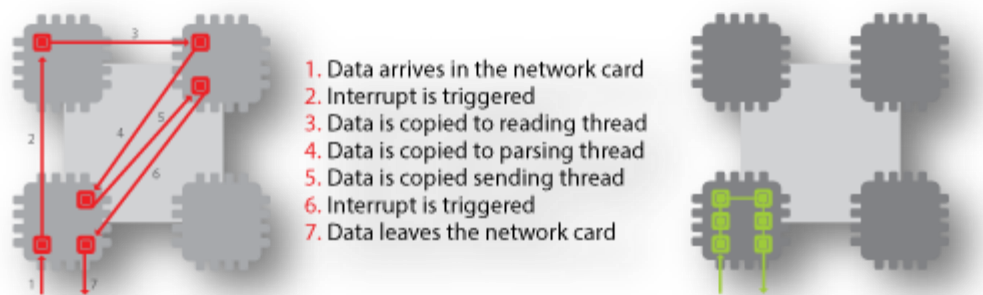 3
1. Data arrives in the network card
2. Interrupt is triggered
3. Data is copied to reading thread
4. Data is copied to parsing thread
5. Data is copied sending thread
6. Interrupt is triggered
7. Data leaves the network card
2
4
5
6
1
7